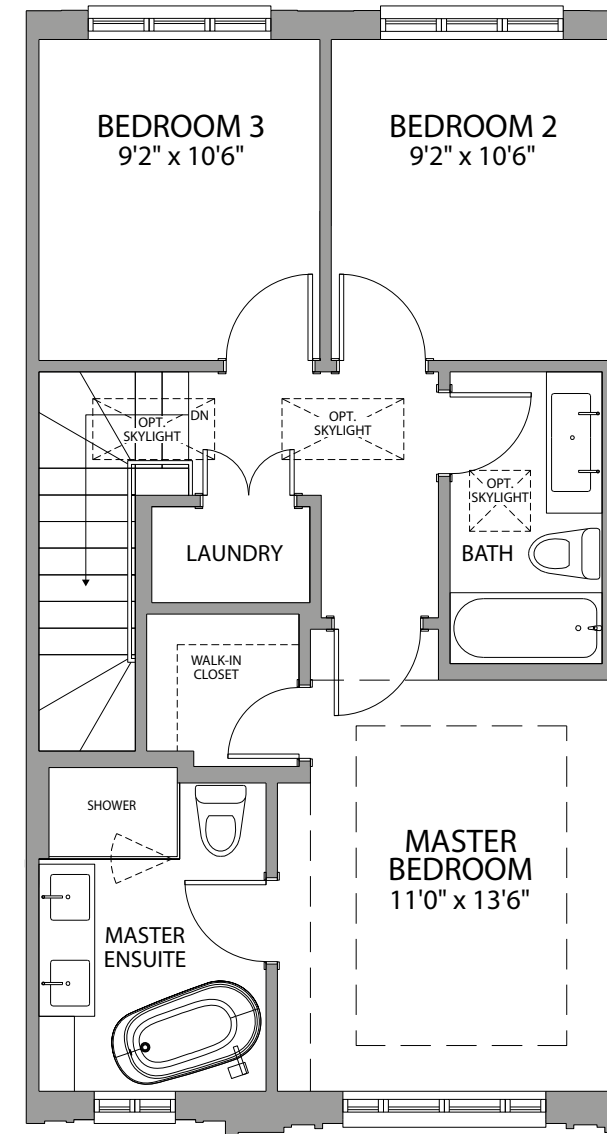 BEDROOM 3
9'2" x 10'6"
BEDROOM 2
9'2" x 10'6"
DN
OPT.
SKYLIGHT
OPT.
SKYLIGHT
OPT.
SKYLIGHT
LAUNDRY
BATH
WALK-IN
CLOSET
SHOWER
MASTER
BEDROOM
11'0" x 13'6"
MASTER
ENSUITE